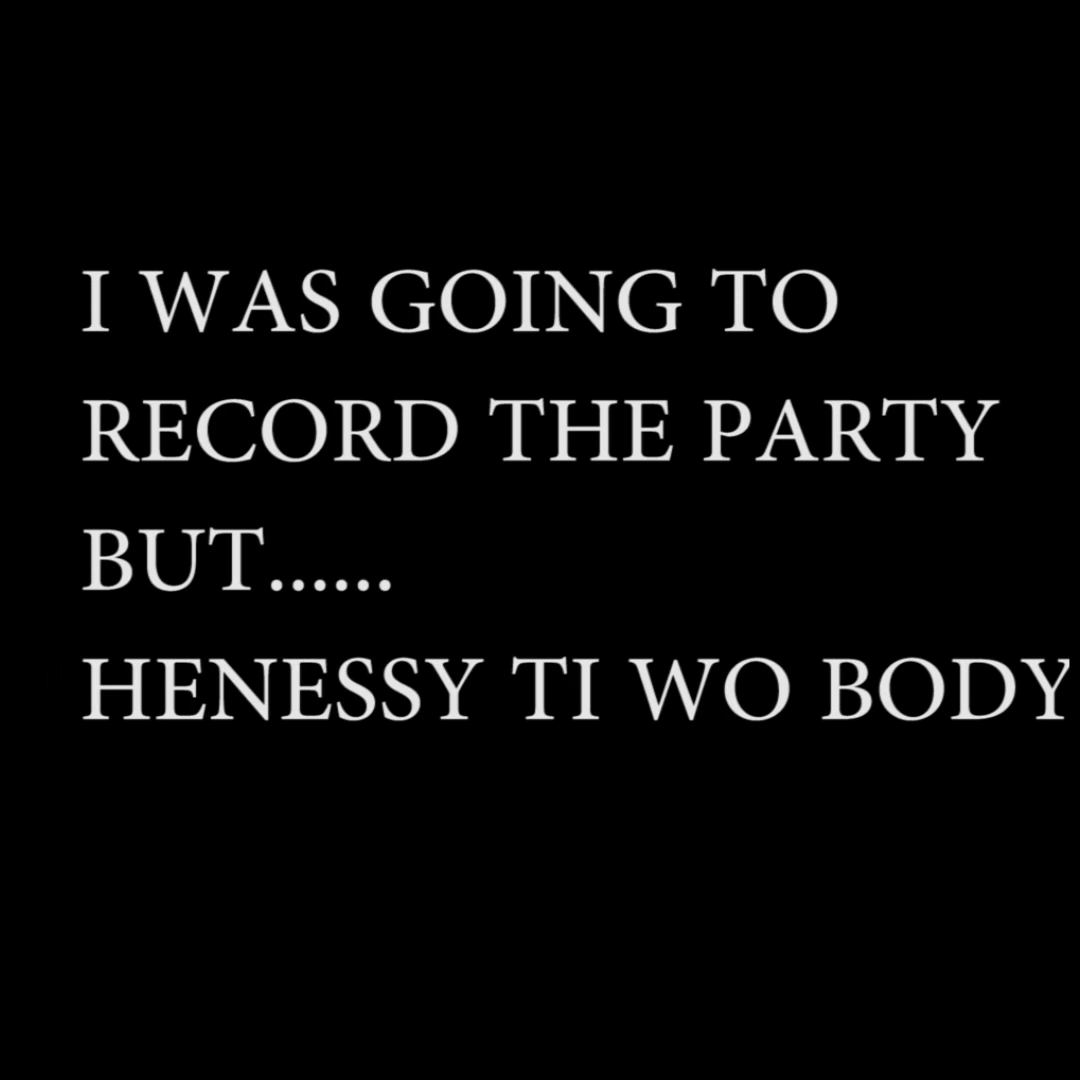 I WAS GOING TO
RECORD THE PARTY
BUT......
HENESSY TI WO BODY